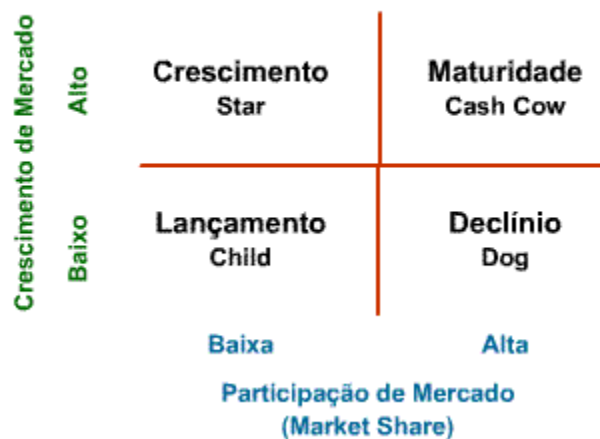 Crescimento de Mercado
Alto
Baixo
Crescimento
Star
Maturidade
Cash Cow
Lançamento
Child
Declínio
Dog
Baixa
Alta
Participação de Mercado
(Market Share)